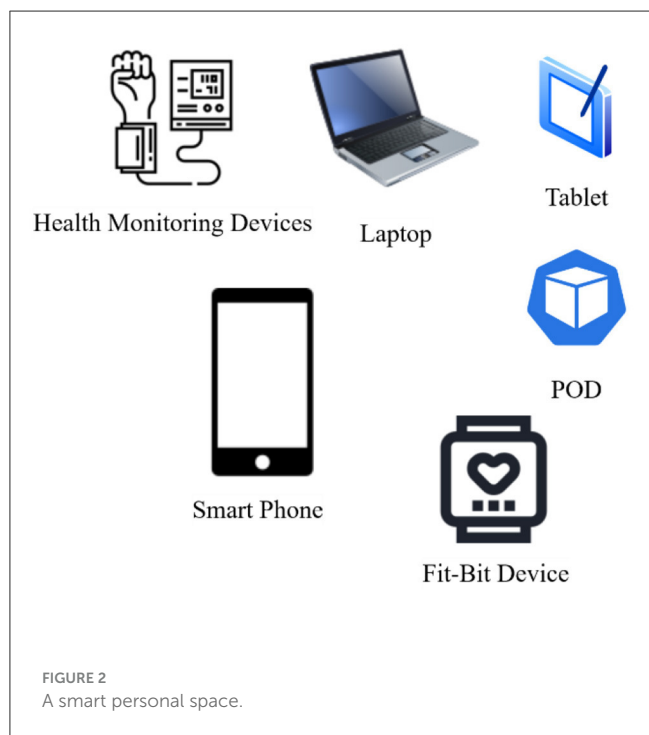 Health Monitoring Devices
Laptop
Tablet
POD
Smart Phone
Fit-Bit Device
FIGURE 2
A smart personal space.